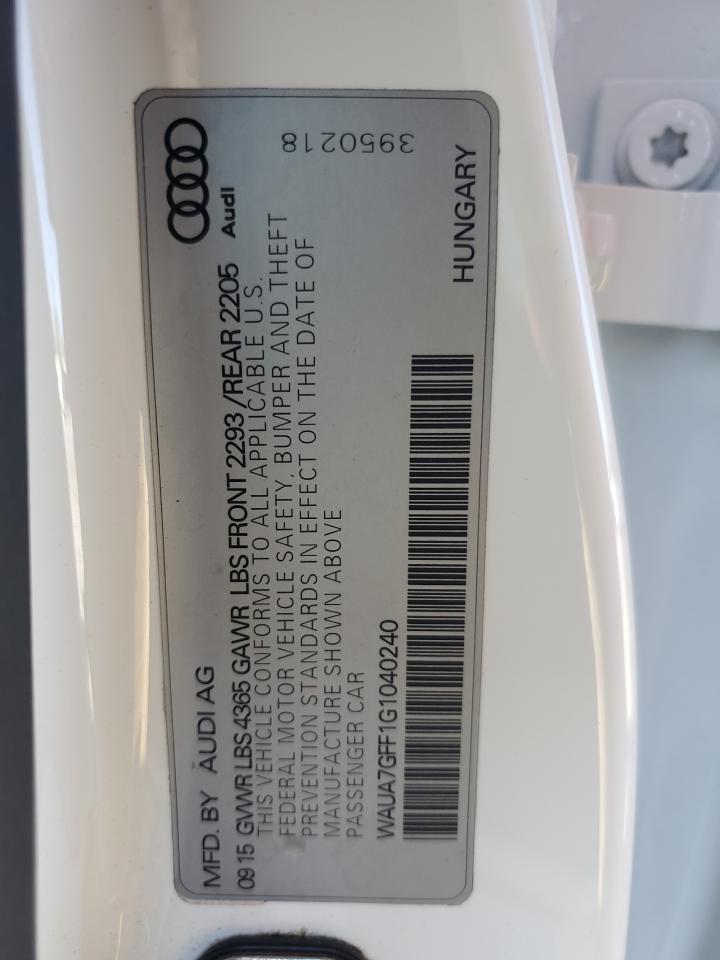 MFD. BY AUDI AG
Audi
09 15 GVWR LBS 4365 GAWR LBS FRONT 2293 /REAR 2205
THIS VEHICLE CONFORMS TO ALL APPLICABLE U.S.
FEDERAL MOTOR VEHICLE SAFETY, BUMPER AND THEFT
PREVENTION STANDARDS IN EFFECT ON THE DATE OF
MANUFACTURE SHOWN ABOVE
PASSENGER CAR
WAUA7GFF1G1040240
HUNGARY
3950218